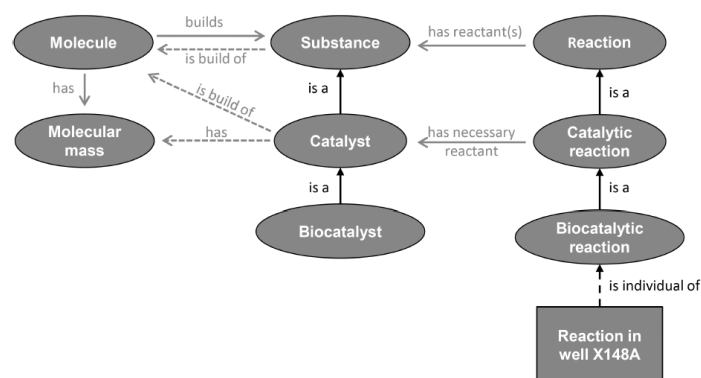 Molecule
builds
is build of
Substance
has reactant(s)
Reaction
has
is build of
is a
is a
Molecular
mass
has
Catalyst
has necessary
reactant
Catalytic
reaction
is a
is a
Biocatalyst
Biocatalytic
reaction
is individual of
Reaction in
well X148A